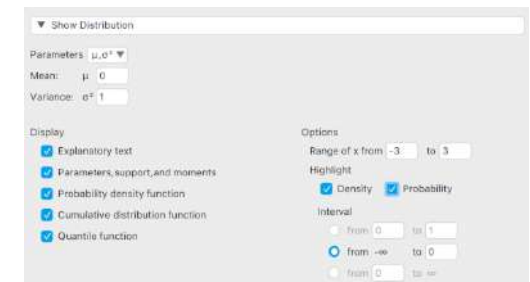 ▼ Show Distribution
Parameters μ,σ² ▼
Mean: μ 0
Variance: σ² 1
Display
Explanatory text
Parameters, support, and moments
Probability density function
Cumulative distribution function
Quantile function
Options
Range of x from -3 to 3
Highlight
Density Probability
Interval
from 0 to 1
from -∞ to 0
from 0 to ∞